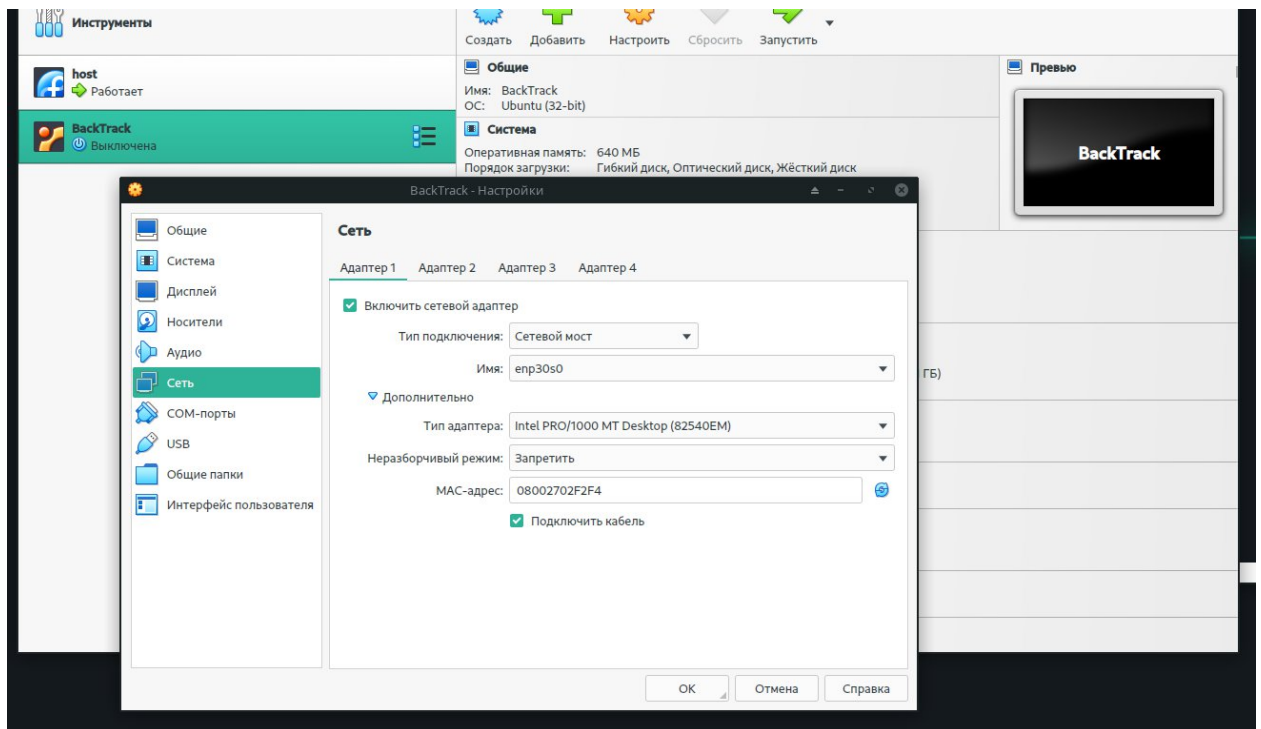 Инструменты
Создать Добавить Настроить Сбросить Запустить
host
Работает
BackTrack
Выключена
Общие
Имя: BackTrack
ОС: Ubuntu (32-bit)
Система
Оперативная память: 640 МБ
Порядок загрузки: Гибкий диск, Оптический диск, Жёсткий диск
Превью
BackTrack
ГБ)
BackTrack - Настройки
Общие
Система
Дисплей
Носители
Аудио
Сеть
COM-порты
USB
Общие папки
Интерфейс пользователя
Сеть
Адаптер 1 Адаптер 2 Адаптер 3 Адаптер 4
Включить сетевой адаптер
Тип подключения: Сетевой мост
Имя: enp30s0
Дополнительно
Тип адаптера: Intel PRO/1000 MT Desktop (82540EM)
Неразборчивый режим: Запретить
MAC-адрес: 08002702F2F4
Подключить кабель
OK Отмена Справка